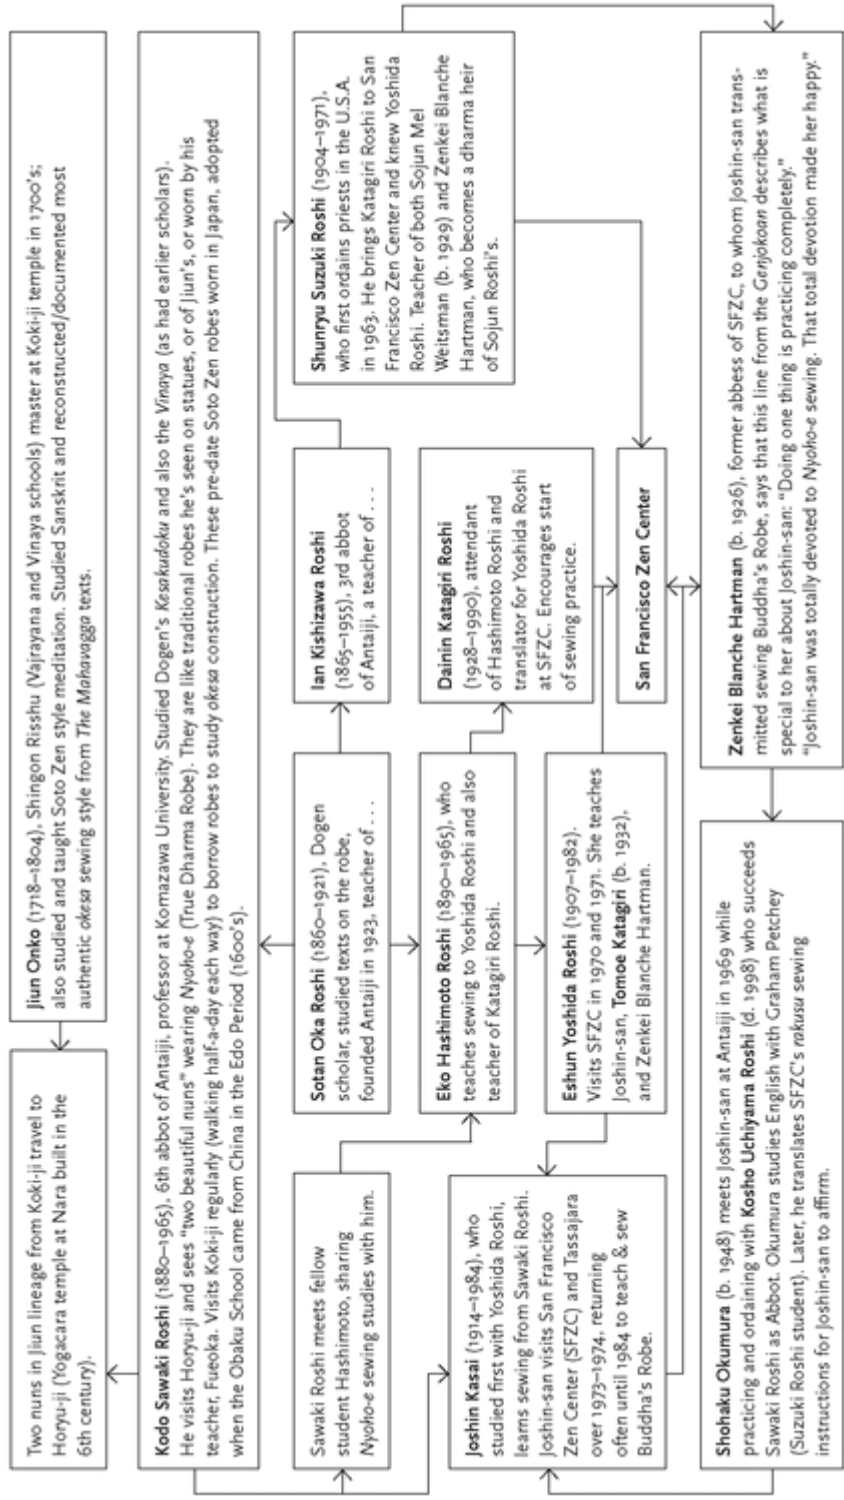 Jiun Onko (1718–1804), Shingon Risshu (Vajrayana and Vinaya schools) master at Koki-ji temple in 1700's;
also studied and taught Soto Zen style meditation. Studied Sanskrit and reconstructed/documented most
authentic okesa sewing style from The Mahavagga texts.
Two nuns in Jiun lineage from Koki-ji travel to
Horyu-ji (Yogacara temple at Nara built in the
6th century).
Kodo Sawaki Roshi (1880–1965), 6th abbot of Antaiji, professor at Komazawa University. Studied Dogen's Kesakudoku and also the Vinaya (as had earlier scholars).
He visits Horyu-ji and sees "two beautiful nuns" wearing Nyoho-e (True Dharma Robe). They are like traditional robes he's seen on statues, or of Jiun's, or worn by his
teacher, Fueoka. Visits Koki-ji regularly (walking half-a-day each way) to borrow robes to study okesa construction. These pre-date Soto Zen robes worn in Japan, adopted
when the Obaku School came from China in the Edo Period (1600's).
Sawaki Roshi meets fellow
student Hashimoto, sharing
Nyoho-e sewing studies with him.
Sotan Oka Roshi (1860–1921), Dogen
scholar, studied texts on the robe,
founded Antaiji in 1923, teacher of . . .
Ian Kishizawa Roshi
(1865–1955), 3rd abbot
of Antaiji, a teacher of . . .
Shunryu Suzuki Roshi (1904–1971),
who first ordains priests in the U.S.A.
in 1963. He brings Katagiri Roshi to San
Francisco Zen Center and knew Yoshida
Roshi. Teacher of both Sojun Mel
Weitsman (b. 1929) and Zenkei Blanche
Hartman, who becomes a dharma heir
of Sojun Roshi's.
Eko Hashimoto Roshi (1890–1965), who
teaches sewing to Yoshida Roshi and also
teacher of Katagiri Roshi.
Dainin Katagiri Roshi
(1928–1990), attendant
of Hashimoto Roshi and
translator for Yoshida Roshi
at SFZC. Encourages start
of sewing practice.
Joshin Kasai (1914–1984), who
studied first with Yoshida Roshi,
learns sewing from Sawaki Roshi.
Joshin-san visits San Francisco
Zen Center (SFZC) and Tassajara
over 1973–1974, returning
often until 1984 to teach & sew
Buddha's Robe.
Eshun Yoshida Roshi (1907–1982).
Visits SFZC in 1970 and 1971. She teaches
Joshin-san, Tomoe Katagiri (b. 1932),
and Zenkei Blanche Hartman.
San Francisco Zen Center
Shohaku Okumura (b. 1948) meets Joshin-san at Antaiji in 1969 while
practicing and ordaining with Kosho Uchiyama Roshi (d. 1998) who succeeds
Sawaki Roshi as Abbot. Okumura studies English with Graham Petchey
(Suzuki Roshi student). Later, he translates SFZC's rakusu sewing
instructions for Joshin-san to affirm.
Zenkei Blanche Hartman (b. 1926), former abbess of SFZC, to whom Joshin-san trans-
mitted sewing Buddha's Robe, says that this line from the Genjokoan describes what is
special to her about Joshin-san: "Doing one thing is practicing completely."
"Joshin-san was totally devoted to Nyoho-e sewing. That total devotion made her happy."